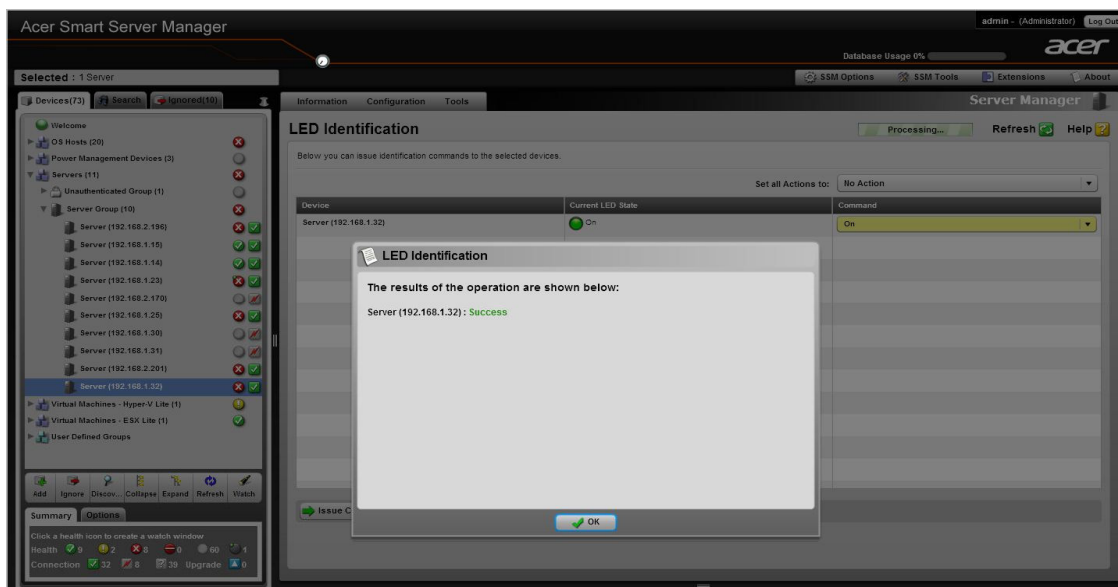 Acer Smart Server Manager
admin - (Administrator) Log Out
acer
Database Usage 0%
Selected : 1 Server
SSM Options SSM Tools Extensions About
Devices(73) Search Ignored(10)
Information Configuration Tools
Server Manager
Welcome
OS Hosts (20)
Power Management Devices (3)
Servers (11)
Unauthenticated Group (1)
Server Group (10)
Server (192.168.2.196)
Server (192.168.1.15)
Server (192.168.1.14)
Server (192.168.1.23)
Server (192.168.2.170)
Server (192.168.1.25)
Server (192.168.1.30)
Server (192.168.1.31)
Server (192.168.2.201)
Server (192.168.1.32)
Virtual Machines - Hyper-V Lite (1)
Virtual Machines - ESX Lite (1)
User Defined Groups
Add Ignore Discov... Collapse Expand Refresh Watch
Summary Options
Click a health icon to create a watch window
Health 9 2 8 0 60 1
Connection 32 8 39 Upgrade 0
LED Identification
Processing... Refresh Help
Below you can issue identification commands to the selected devices.
Set all Actions to: No Action
Device Current LED State Command
Server (192.168.1.32) On On
LED Identification
The results of the operation are shown below:
Server (192.168.1.32) : Success
OK
Issue C